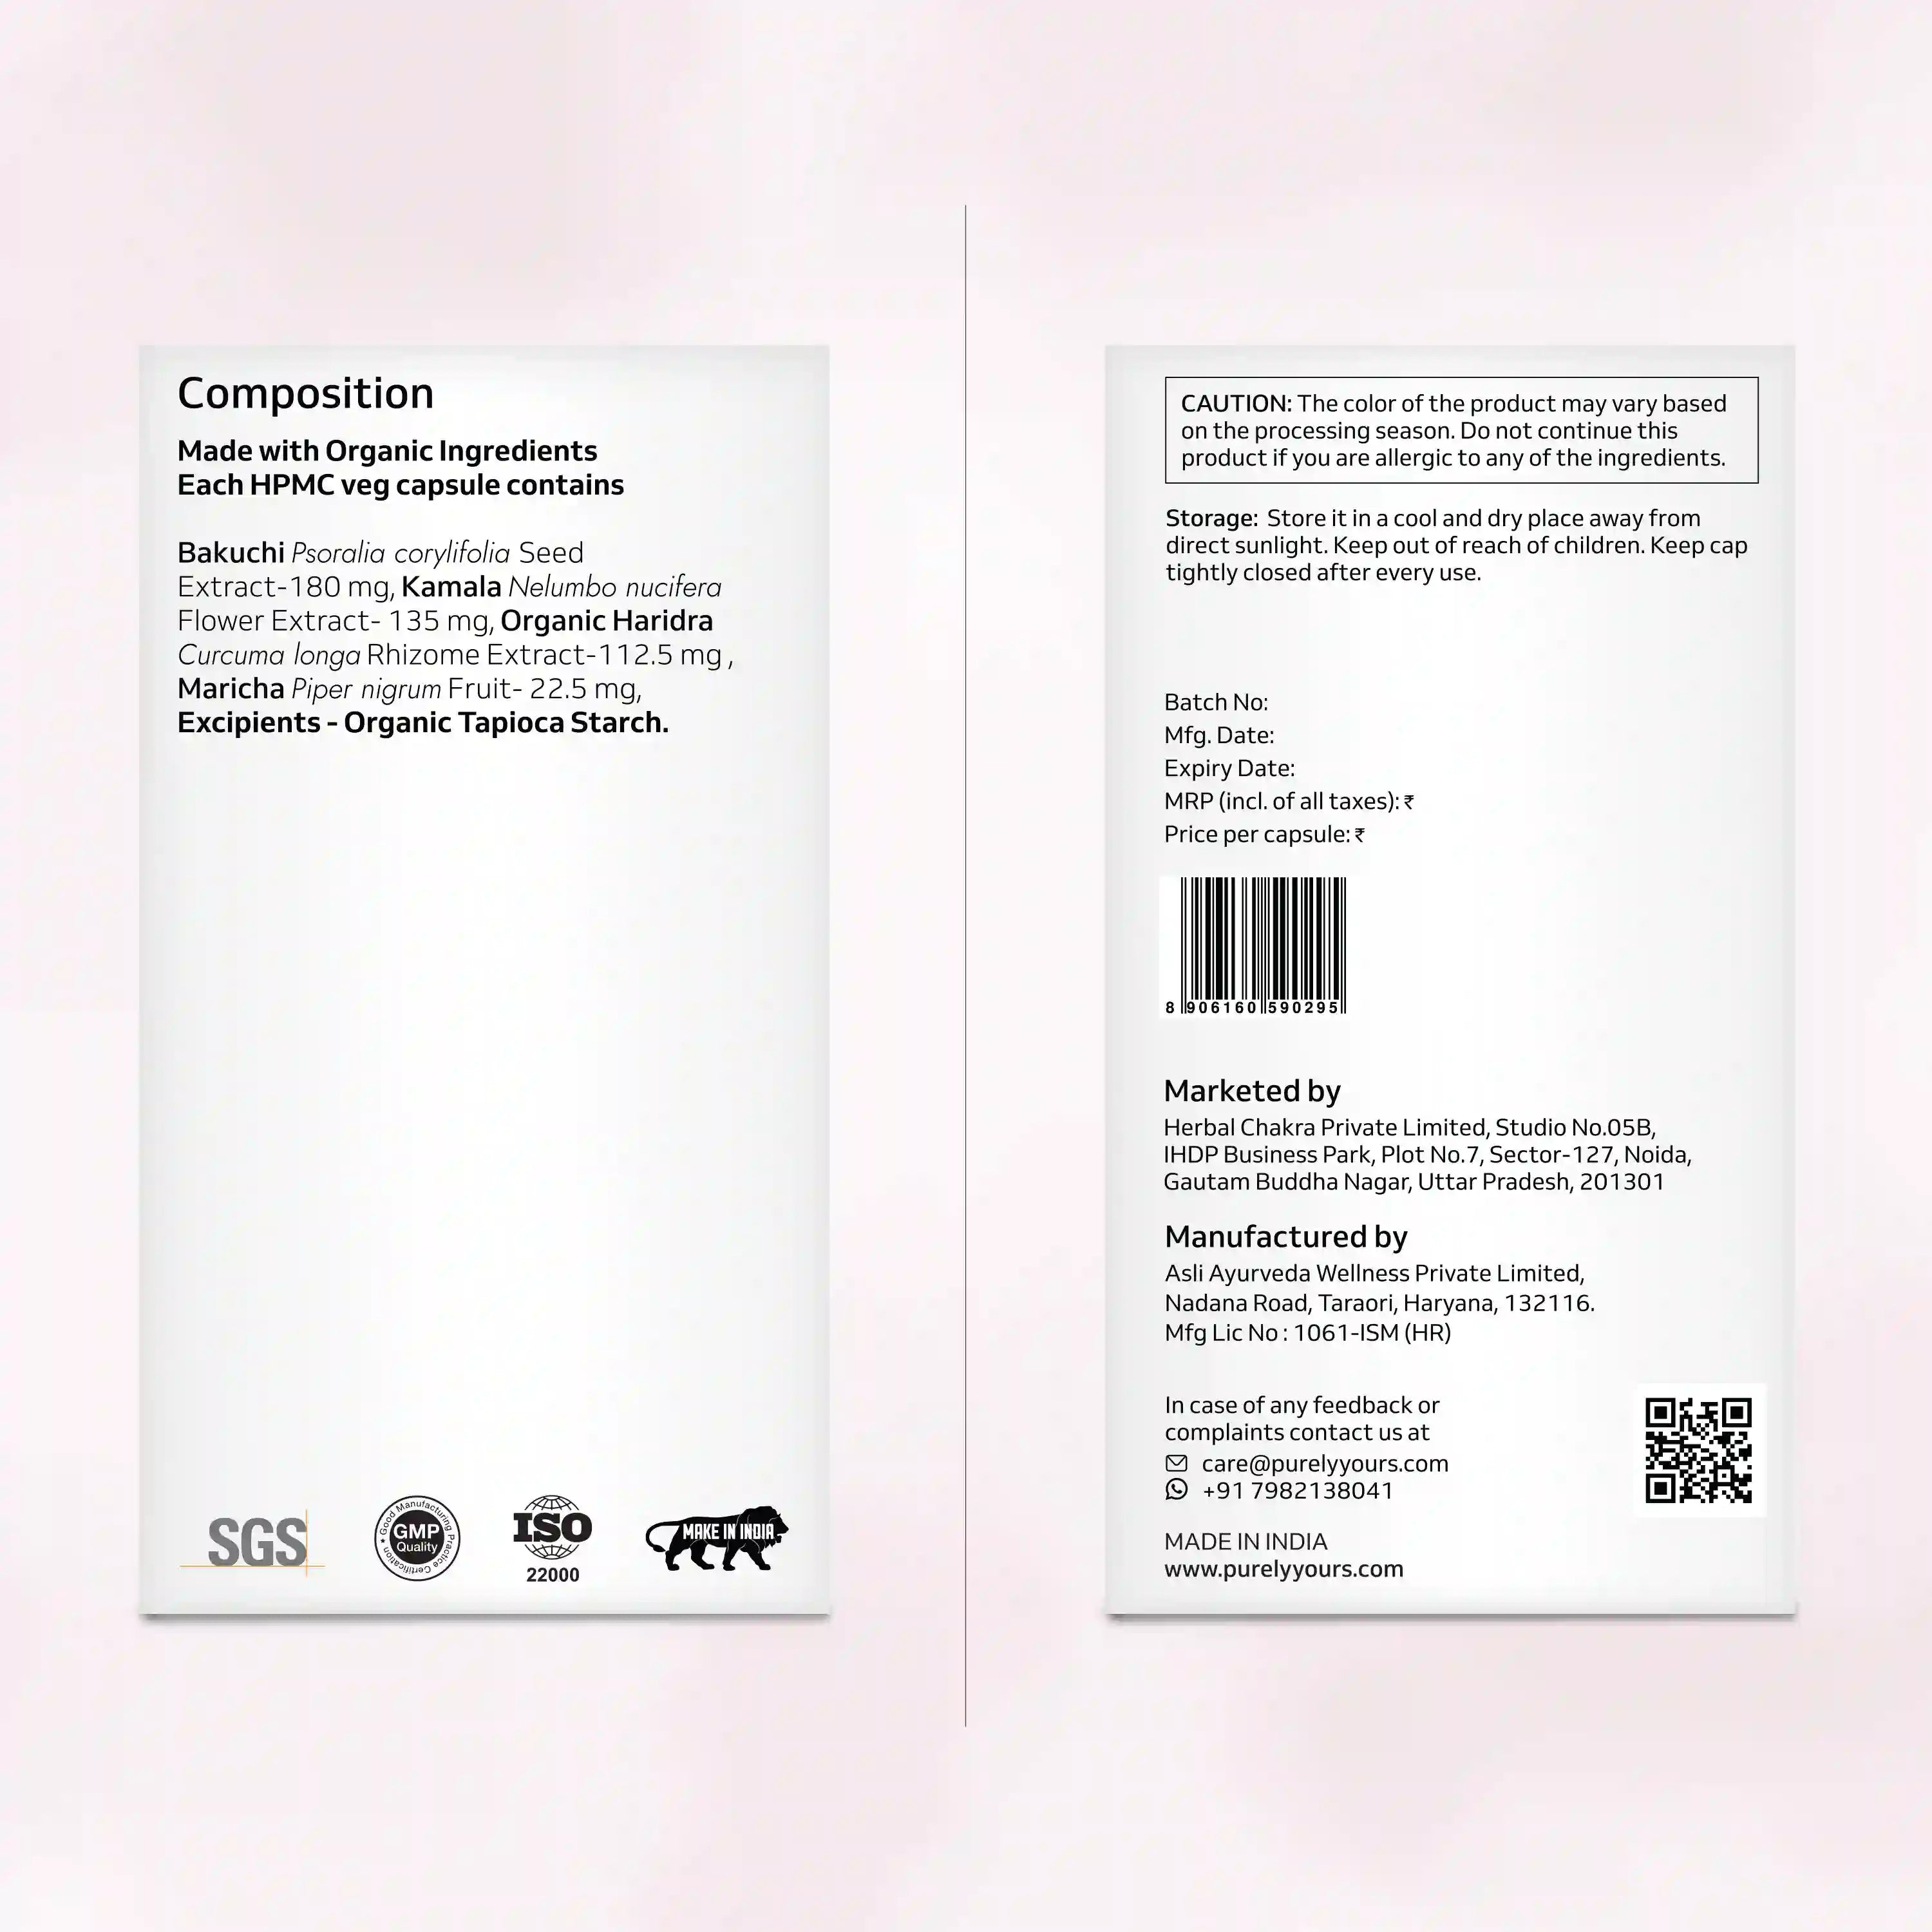 Composition
Made with Organic Ingredients
Each HPMC veg capsule contains
Bakuchi Psoralia corylifolia Seed
Extract-180 mg, Kamala Nelumbo nucifera
Flower Extract- 135 mg, Organic Haridra
Curcuma longa Rhizome Extract-112.5 mg ,
Maricha Piper nigrum Fruit- 22.5 mg,
Excipients - Organic Tapioca Starch.
SGS
Good Manufacturing Practice Certification
GMP
Quality
ISO
22000
MAKE IN INDIA
CAUTION: The color of the product may vary based
on the processing season. Do not continue this
product if you are allergic to any of the ingredients.
Storage: Store it in a cool and dry place away from
direct sunlight. Keep out of reach of children. Keep cap
tightly closed after every use.
Batch No:
Mfg. Date:
Expiry Date:
MRP (incl. of all taxes): ₹
Price per capsule: ₹
8 906160 590295
Marketed by
Herbal Chakra Private Limited, Studio No.05B,
IHDP Business Park, Plot No.7, Sector-127, Noida,
Gautam Buddha Nagar, Uttar Pradesh, 201301
Manufactured by
Asli Ayurveda Wellness Private Limited,
Nadana Road, Taraori, Haryana, 132116.
Mfg Lic No : 1061-ISM (HR)
In case of any feedback or
complaints contact us at
care@purelyyours.com
+91 7982138041
MADE IN INDIA
www.purelyyours.com